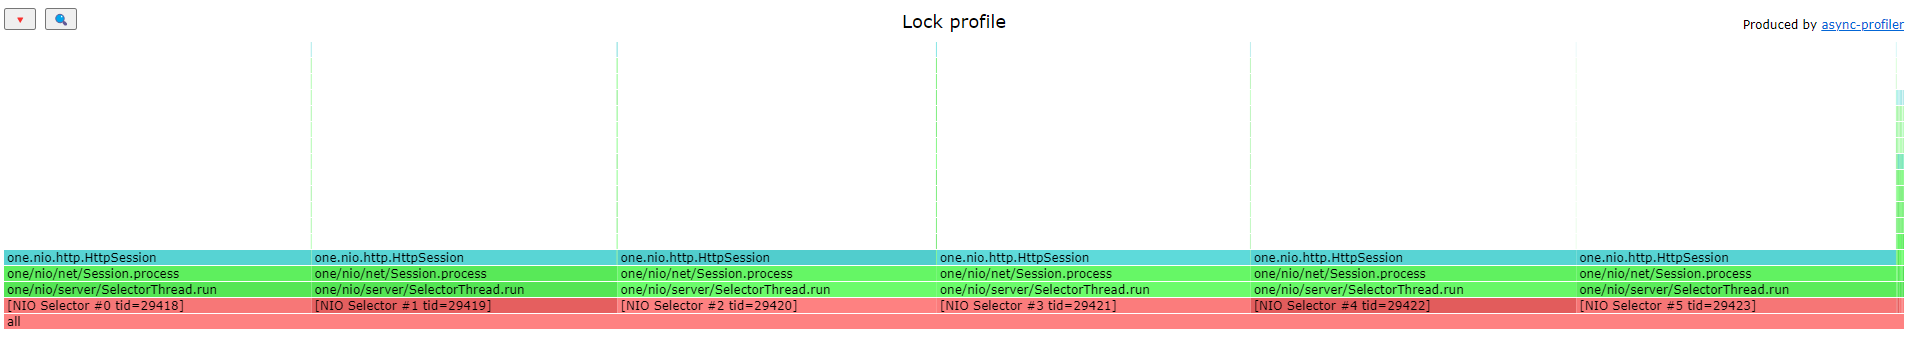 Lock profile
Produced by async-profiler
one.nio.http.HttpSession one.nio.http.HttpSession one.nio.http.HttpSession one.nio.http.HttpSession one.nio.http.HttpSession one.nio.http.HttpSession
one/nio/net/Session.process one/nio/net/Session.process one/nio/net/Session.process one/nio/net/Session.process one/nio/net/Session.process one/nio/net/Session.process
one/nio/server/SelectorThread.run one/nio/server/SelectorThread.run one/nio/server/SelectorThread.run one/nio/server/SelectorThread.run one/nio/server/SelectorThread.run one/nio/server/SelectorThread.run
[NIO Selector #0 tid=29418] [NIO Selector #1 tid=29419] [NIO Selector #2 tid=29420] [NIO Selector #3 tid=29421] [NIO Selector #4 tid=29422] [NIO Selector #5 tid=29423]
all